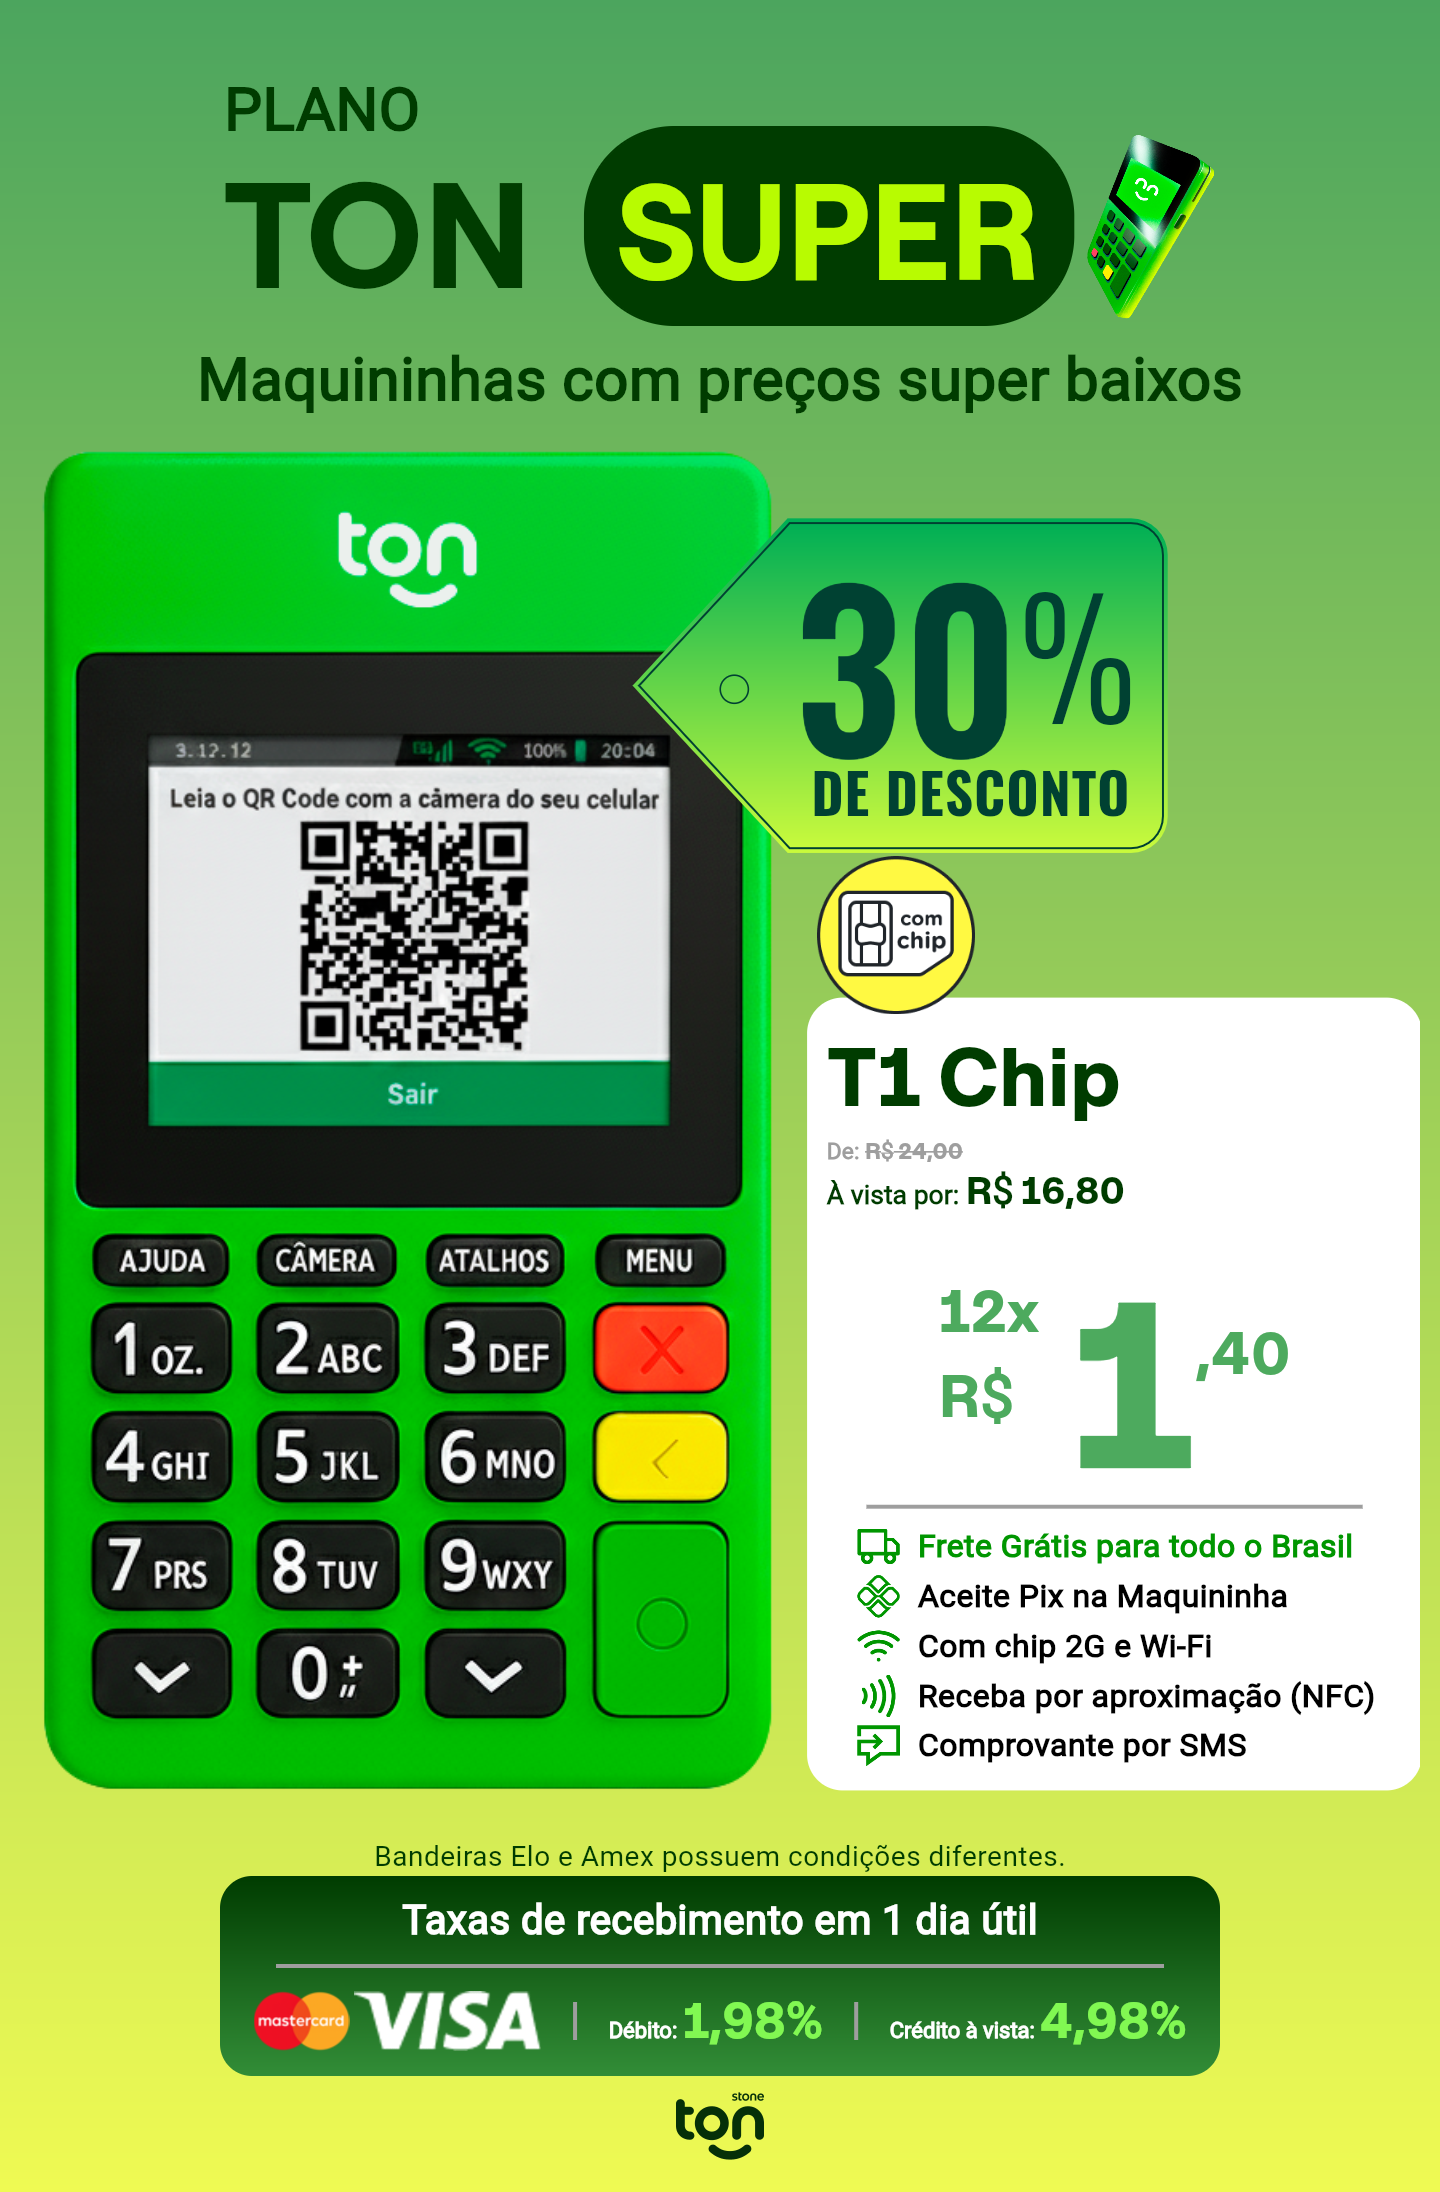 PLANO
TON SUPER
Maquininhas com preços super baixos
ton
30%
DE DESCONTO
3.12.12 100% 20:04
Leia o QR Code com a câmera do seu celular
Sair
com
chip
T1 Chip
De: R$ 24,00
À vista por: R$ 16,80
12x
R$ 1,40
AJUDA CÂMERA ATALHOS MENU
1 OZ. 2 ABC 3 DEF
4 GHI 5 JKL 6 MNO
7 PRS 8 TUV 9 WXY
0 +
Frete Grátis para todo o Brasil
Aceite Pix na Maquininha
Com chip 2G e Wi-Fi
Receba por aproximação (NFC)
Comprovante por SMS
Bandeiras Elo e Amex possuem condições diferentes.
Taxas de recebimento em 1 dia útil
mastercard VISA | Débito: 1,98% | Crédito à vista: 4,98%
stone
ton